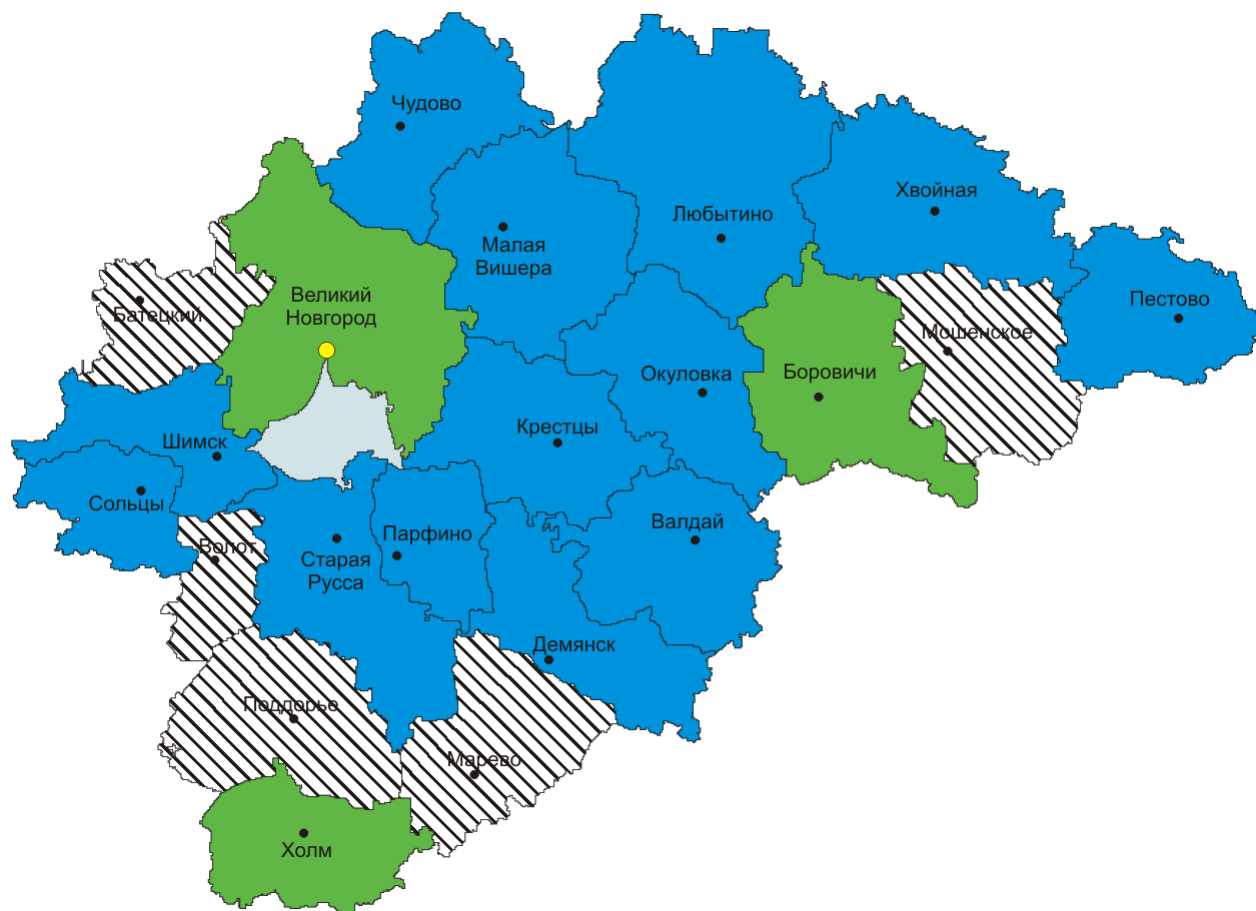 Чудово
Хвойная
Любытино
Малая
Вишера
Великий
Новгород
Батецкий
Пестово
Мошенское
Окуловка
Боровичи
Крестцы
Шимск
Сольцы
Валдай
Парфино
Старая
Русса
Волот
Демянск
Поддорье
Марево
Холм